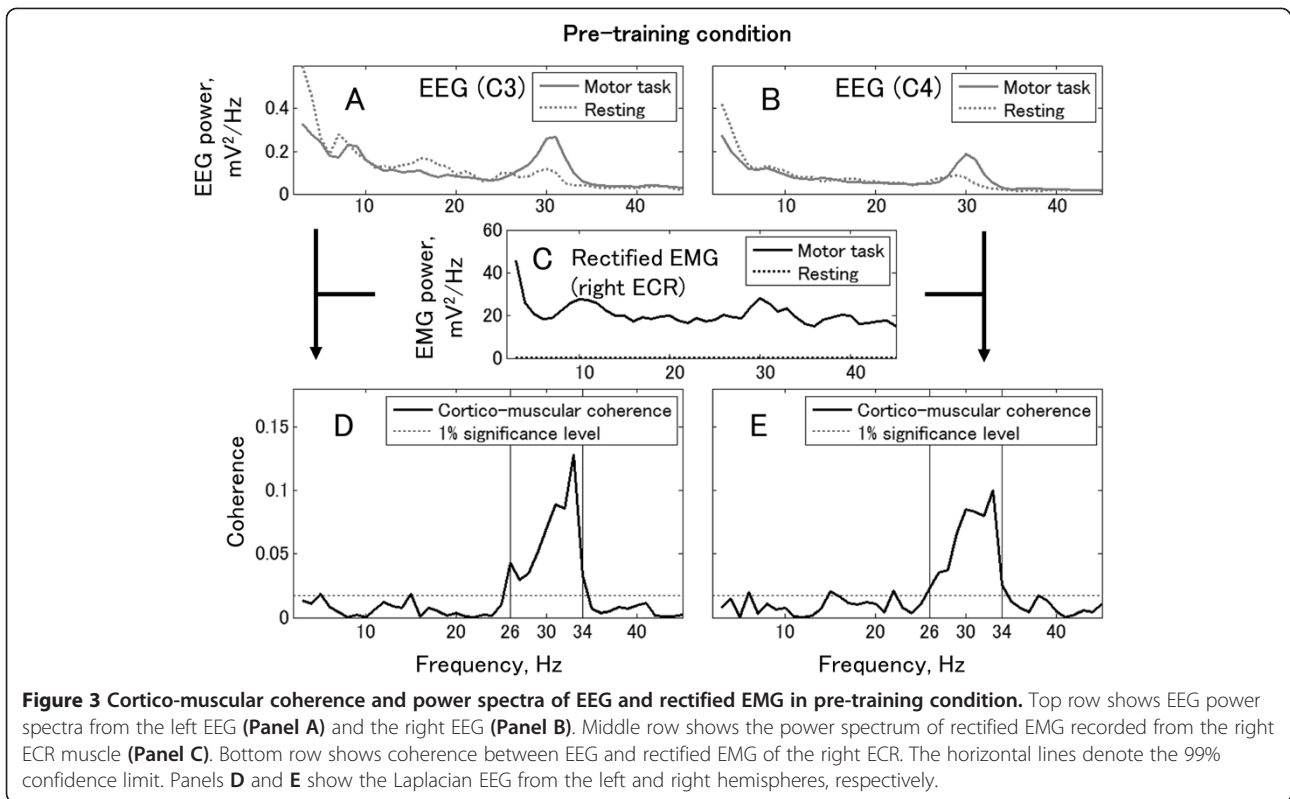 Pre-training condition
EEG power,
mV²/Hz
0.4
0.2
0
A
EEG (C3)
Motor task
Resting
10
20
30
40
B
EEG (C4)
Motor task
Resting
10
20
30
40
EMG power,
mV²/Hz
60
40
20
0
C
Rectified EMG
(right ECR)
Motor task
Resting
10
20
30
40
Coherence
0.15
0.1
0.05
0
D
Cortico-muscular coherence
1% significance level
10
20
26
30
34
40
Frequency, Hz
E
Cortico-muscular coherence
1% significance level
10
20
26
30
34
40
Frequency, Hz
Figure 3 Cortico-muscular coherence and power spectra of EEG and rectified EMG in pre-training condition. Top row shows EEG power
spectra from the left EEG (Panel A) and the right EEG (Panel B). Middle row shows the power spectrum of rectified EMG recorded from the right
ECR muscle (Panel C). Bottom row shows coherence between EEG and rectified EMG of the right ECR. The horizontal lines denote the 99%
confidence limit. Panels D and E show the Laplacian EEG from the left and right hemispheres, respectively.